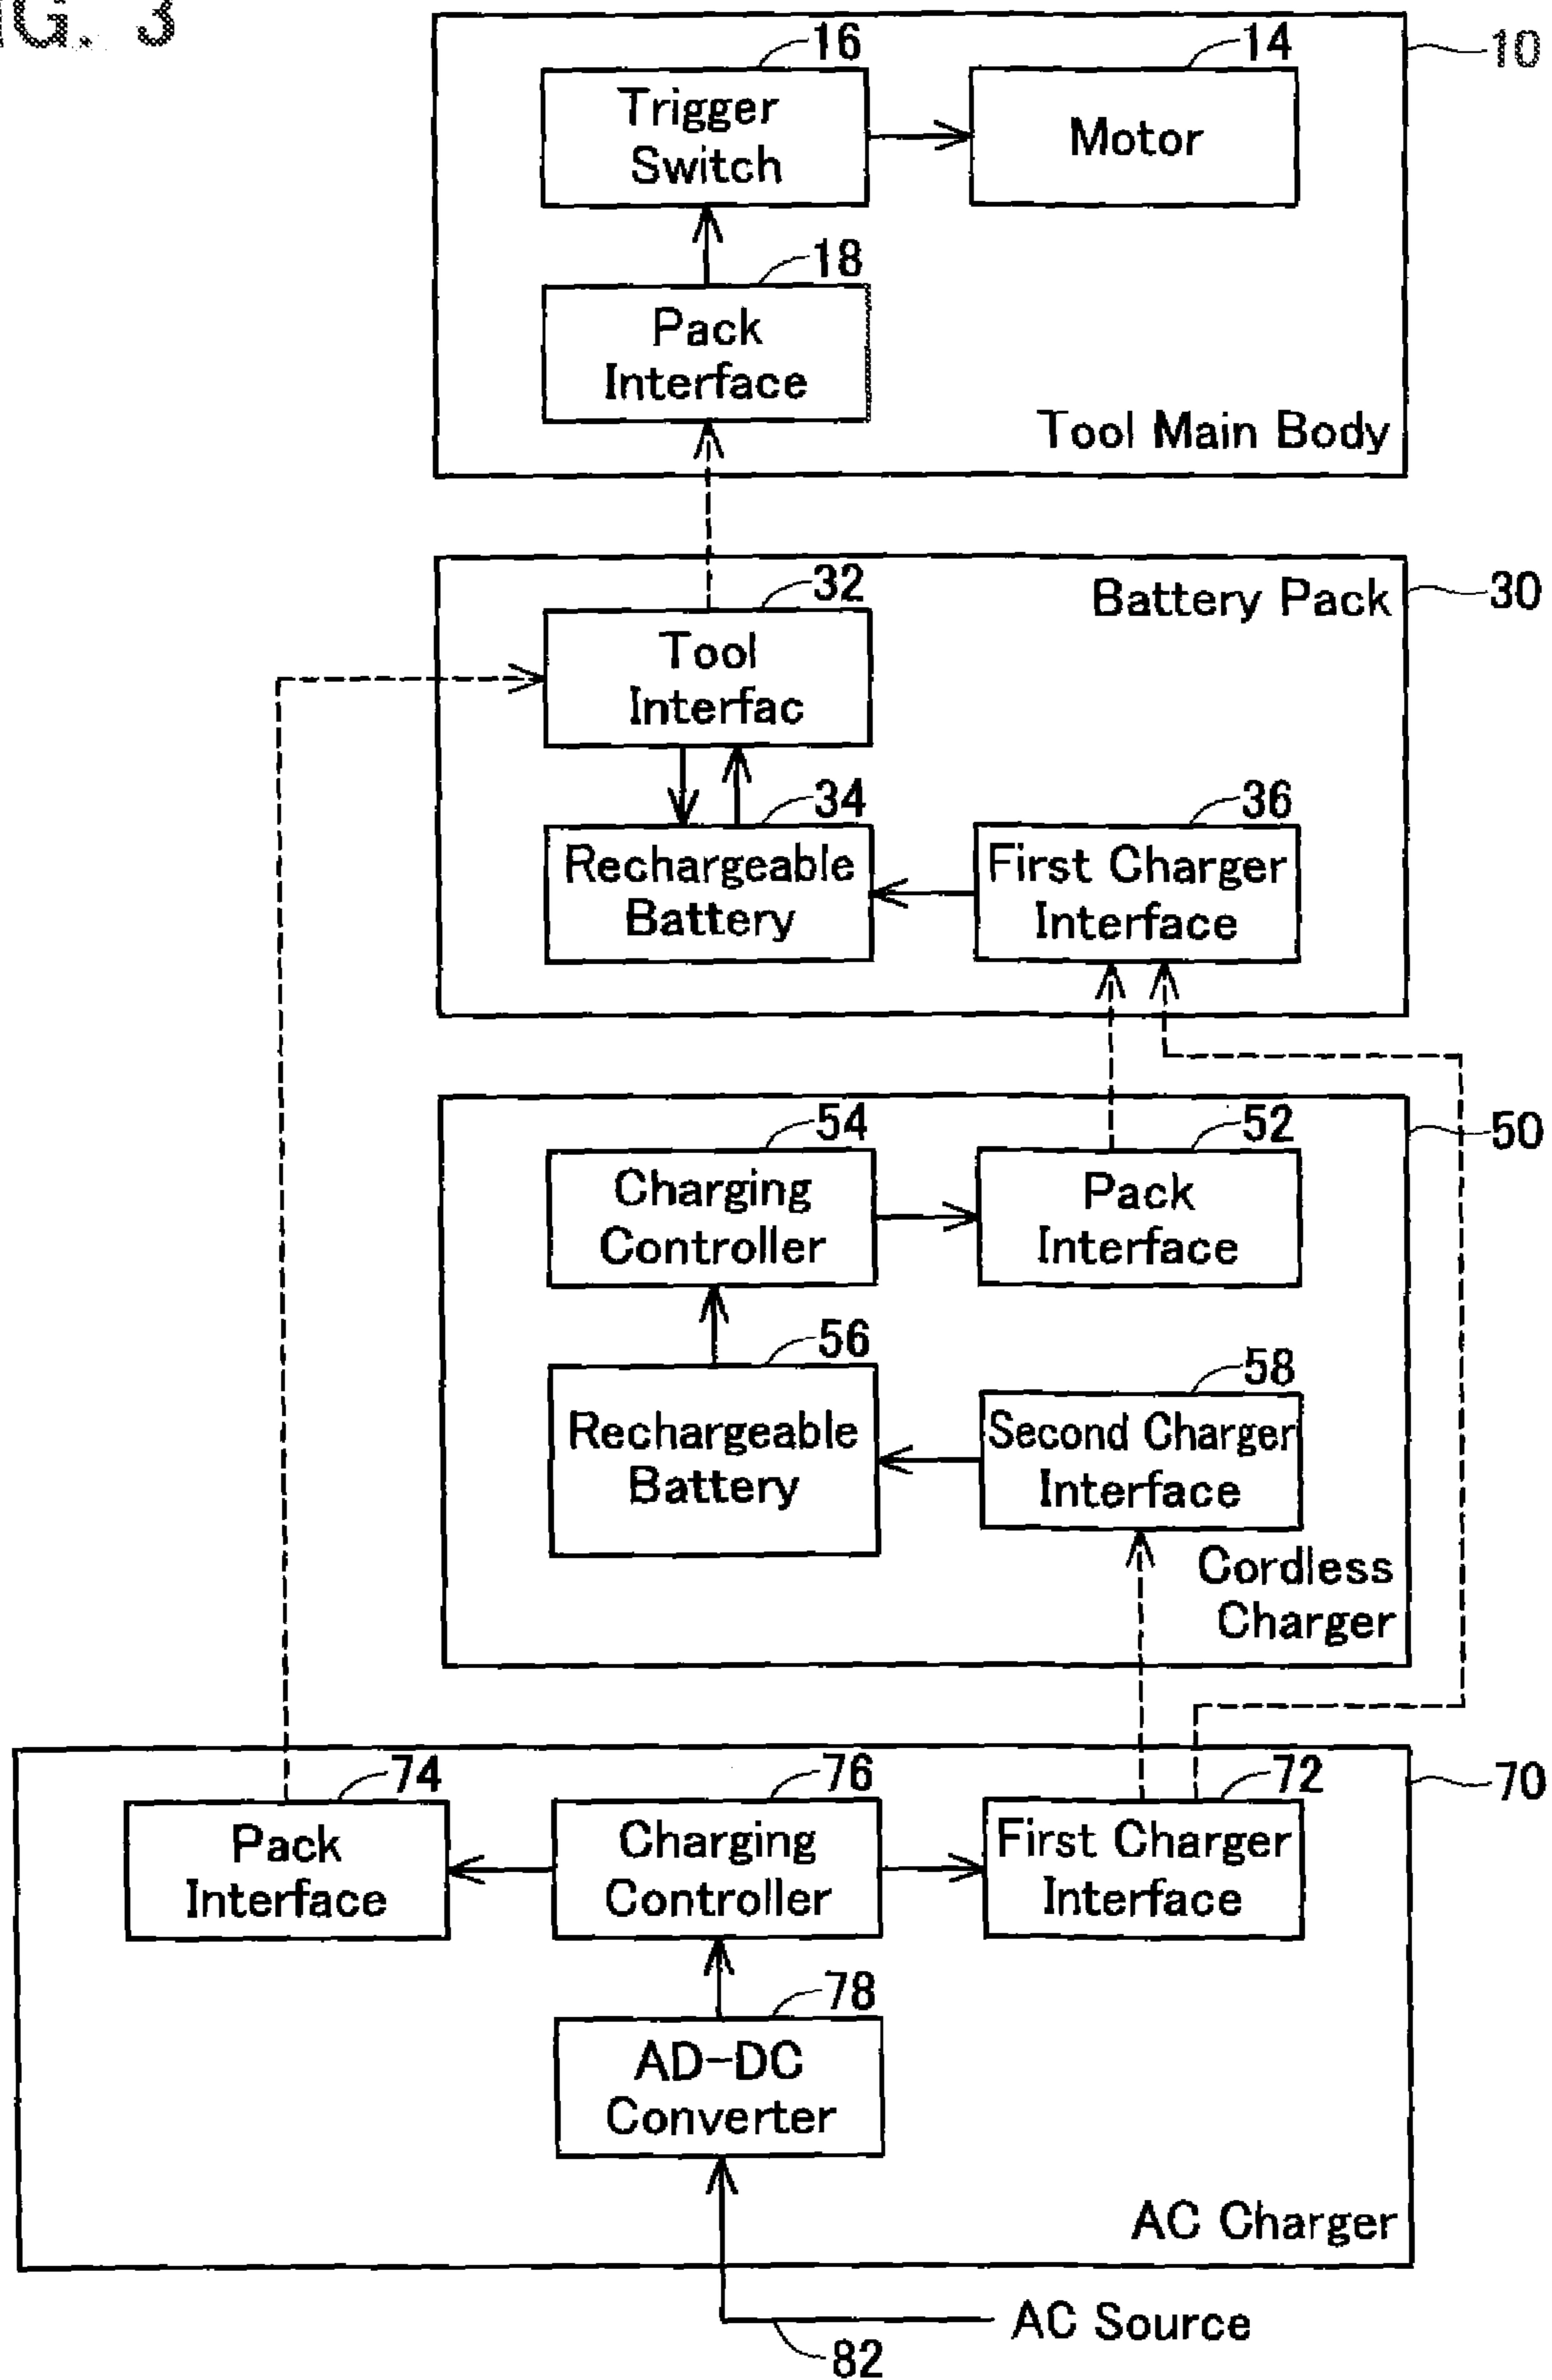 IG. 3
10
16
14
Trigger
Switch
Motor
18
Pack
Interface
Tool Main Body
32
Battery Pack
30
Tool
Interfac
34
36
Rechargeable
Battery
First Charger
Interface
54
52
50
Charging
Controller
Pack
Interface
56
58
Rechargeable
Battery
Second Charger
Interface
Cordless
Charger
74
76
72
70
Pack
Interface
Charging
Controller
First Charger
Interface
78
AD-DC
Converter
AC Charger
AC Source
82